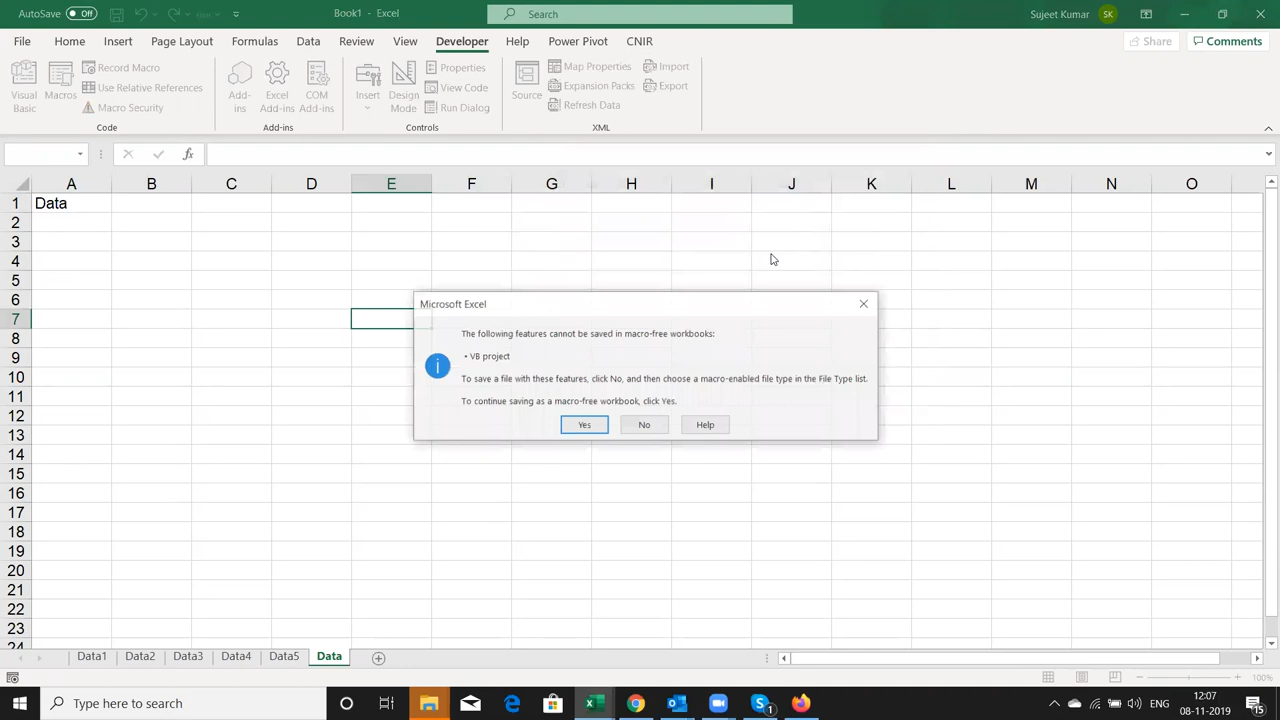 AutoSave Off Book1 - Excel Search Sujeet Kumar SK
File Home Insert Page Layout Formulas Data Review View Developer Help Power Pivot CNIR Share Comments
Visual Basic
Macros
Record Macro
Use Relative References
Macro Security
Code
Add-ins
Excel Add-ins
COM Add-ins
Add-ins
Insert
Design Mode
Properties
View Code
Run Dialog
Controls
Source
Map Properties
Expansion Packs
Refresh Data
Import
Export
XML
fx
A B C D E F G H I J K L M N O
1 Data
2
3
4
5
6
7
8
9
10
11
12
13
14
15
16
17
18
19
20
21
22
23
24
Microsoft Excel
The following features cannot be saved in macro-free workbooks:
• VB project
To save a file with these features, click No, and then choose a macro-enabled file type in the File Type list.
To continue saving as a macro-free workbook, click Yes.
Yes No Help
Data1 Data2 Data3 Data4 Data5 Data
100%
Type here to search
1
ENG
12:07
08-11-2019
15